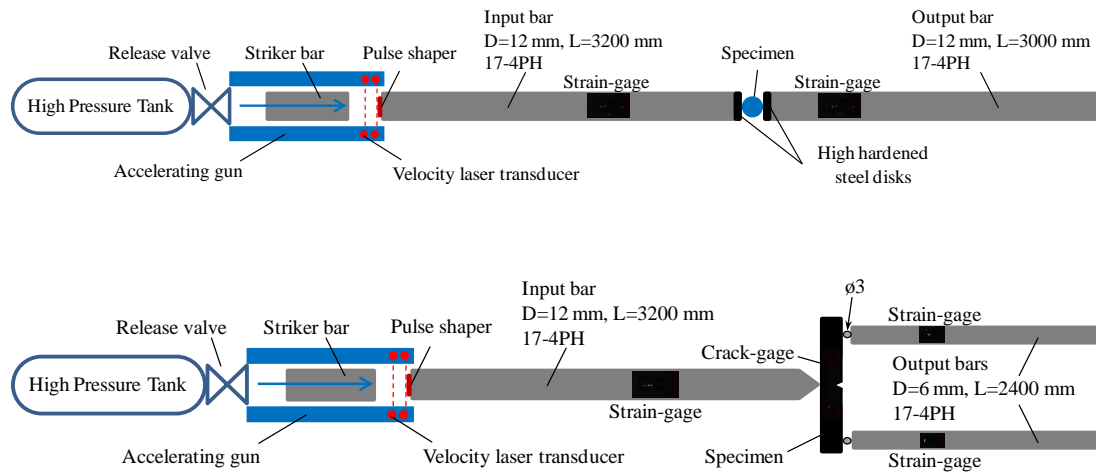 Input bar
D=12 mm, L=3200 mm
17-4PH
Output bar
D=12 mm, L=3000 mm
17-4PH
Release valve
Striker bar
Pulse shaper
Strain-gage
Specimen
Strain-gage
High Pressure Tank
Accelerating gun
Velocity laser transducer
High hardened
steel disks
Input bar
D=12 mm, L=3200 mm
17-4PH
ø3
Release valve
Striker bar
Pulse shaper
Strain-gage
Crack-gage
High Pressure Tank
Output bars
D=6 mm, L=2400 mm
17-4PH
Strain-gage
Accelerating gun
Velocity laser transducer
Specimen
Strain-gage